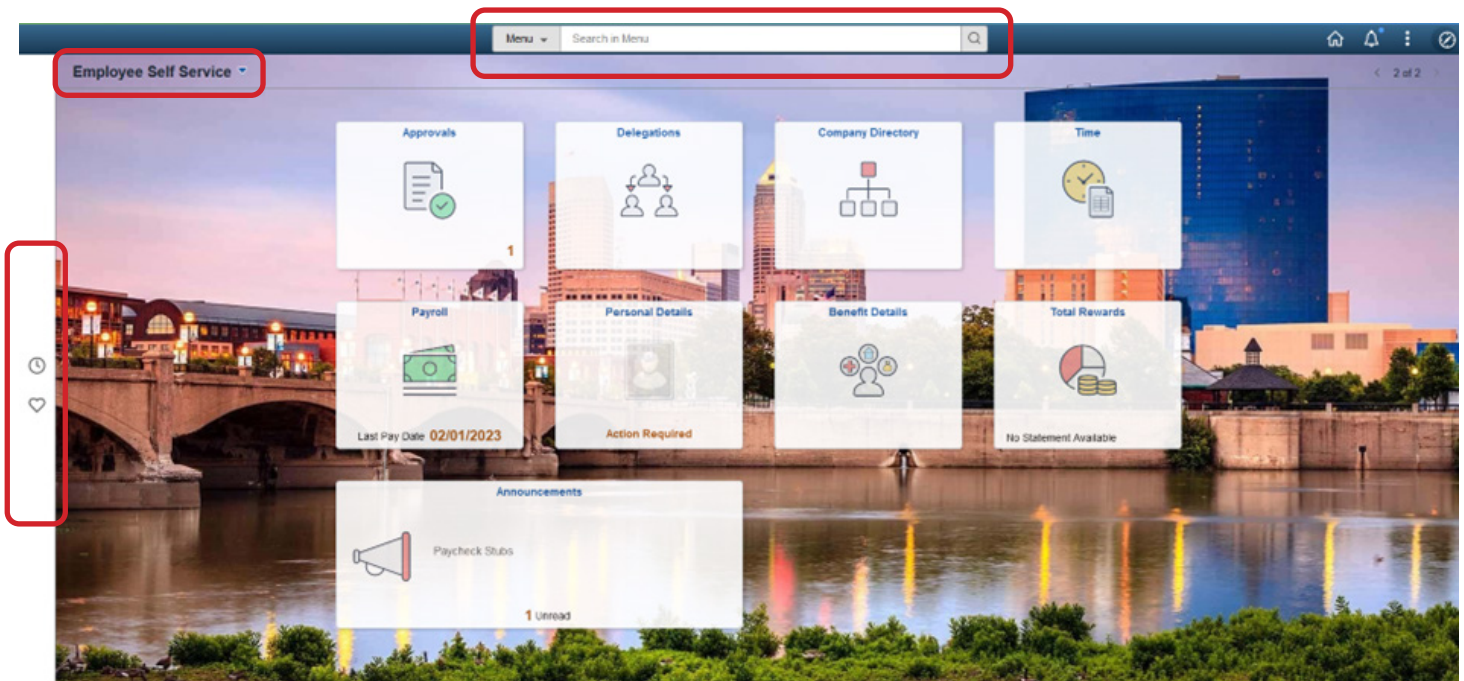 Menu Search in Menu
Employee Self Service
2 of 2
Approvals
1
Delegations
Company Directory
Time
Payroll
Last Pay Date 02/01/2023
Personal Details
Action Required
Benefit Details
Total Rewards
No Statement Available
Announcements
Paycheck Stubs
1 Unread